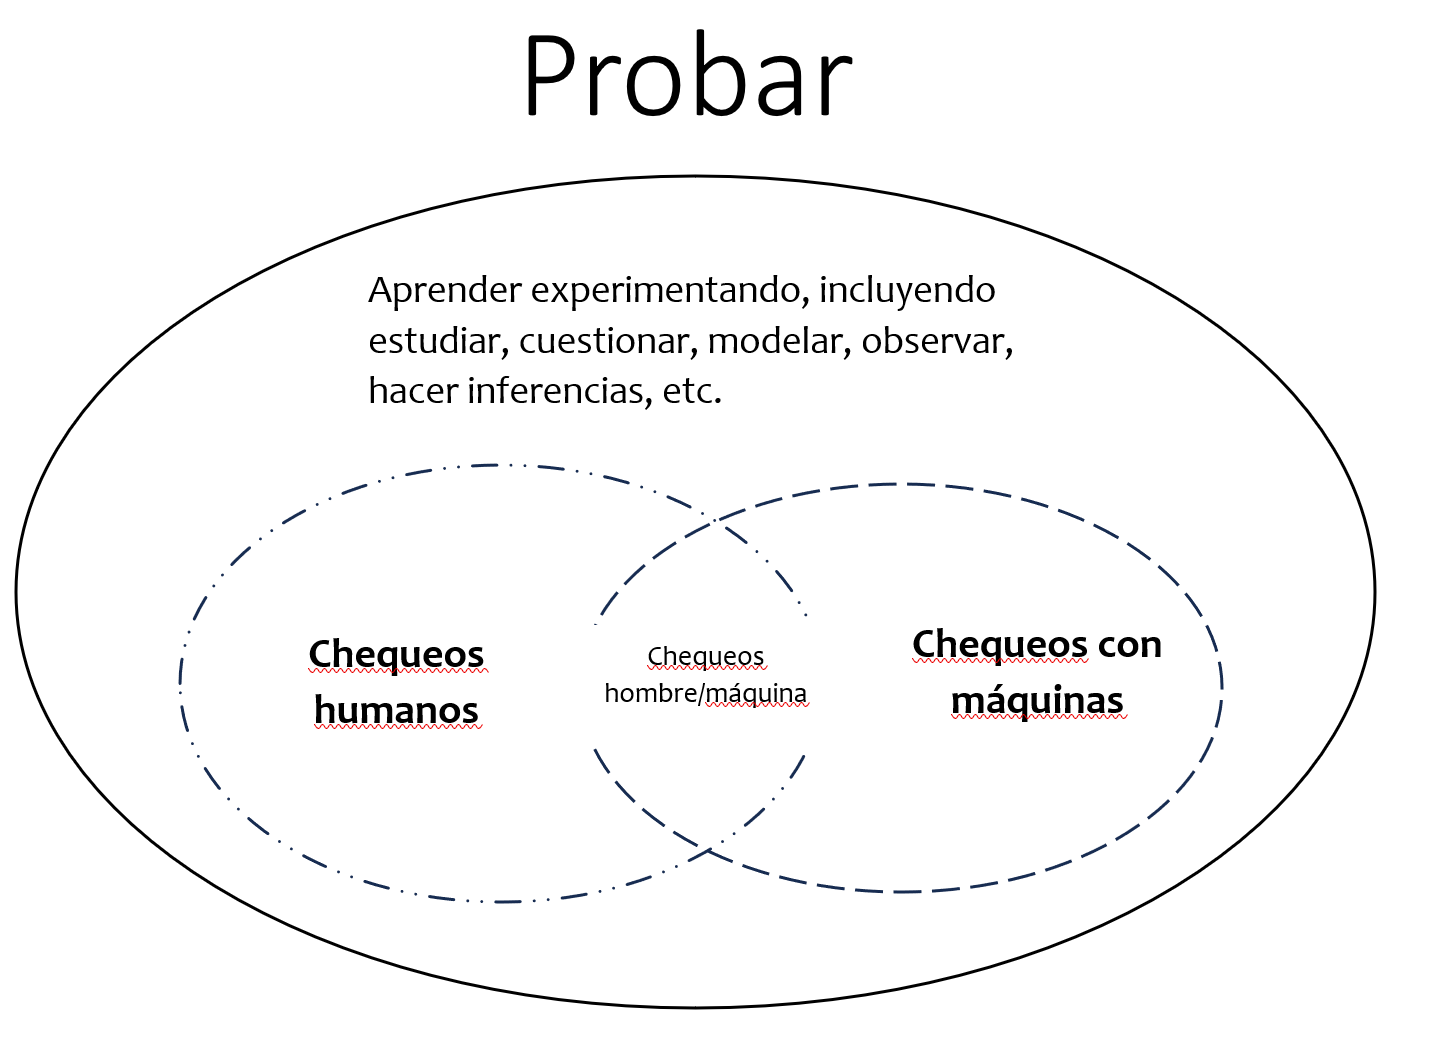 Probar
Aprender experimentando, incluyendo
estudiar, cuestionar, modelar, observar,
hacer inferencias, etc.
Chequeos
humanos
Chequeos
hombre/máquina
Chequeos con
máquinas